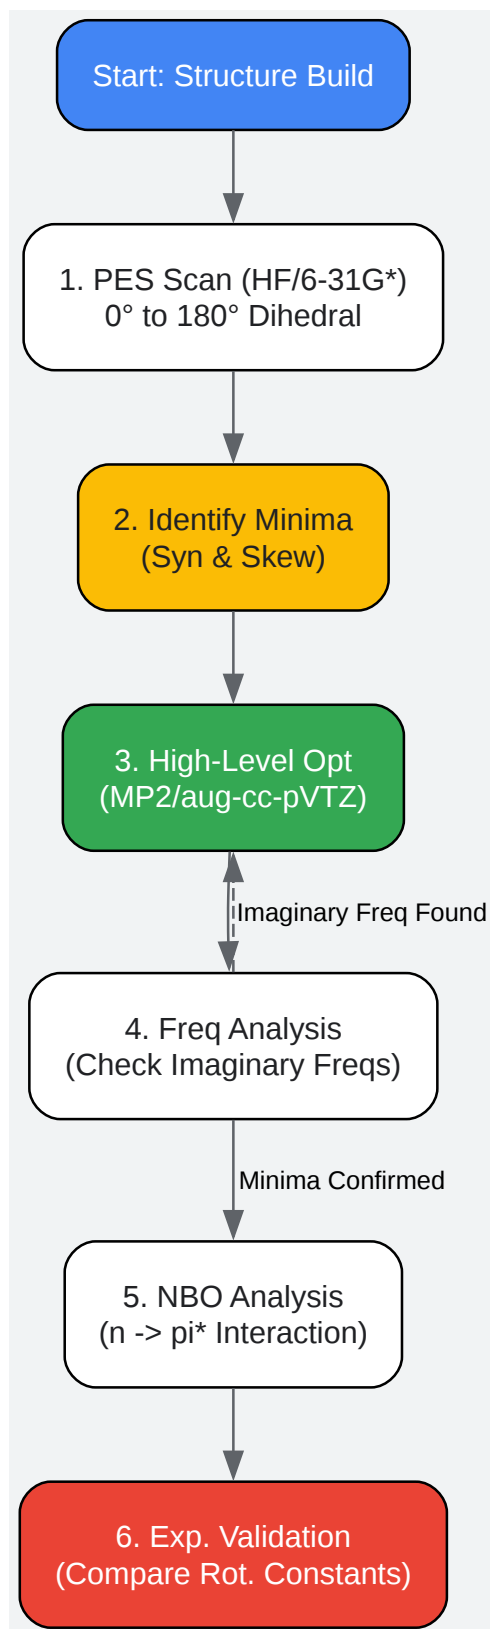 Start: Structure Build
1. PES Scan (HF/6-31G*)
0° to 180° Dihedral
2. Identify Minima
(Syn & Skew)
3. High-Level Opt
(MP2/aug-cc-pVTZ)
Imaginary Freq Found
4. Freq Analysis
(Check Imaginary Freqs)
Minima Confirmed
5. NBO Analysis
(n -> pi* Interaction)
6. Exp. Validation
(Compare Rot. Constants)